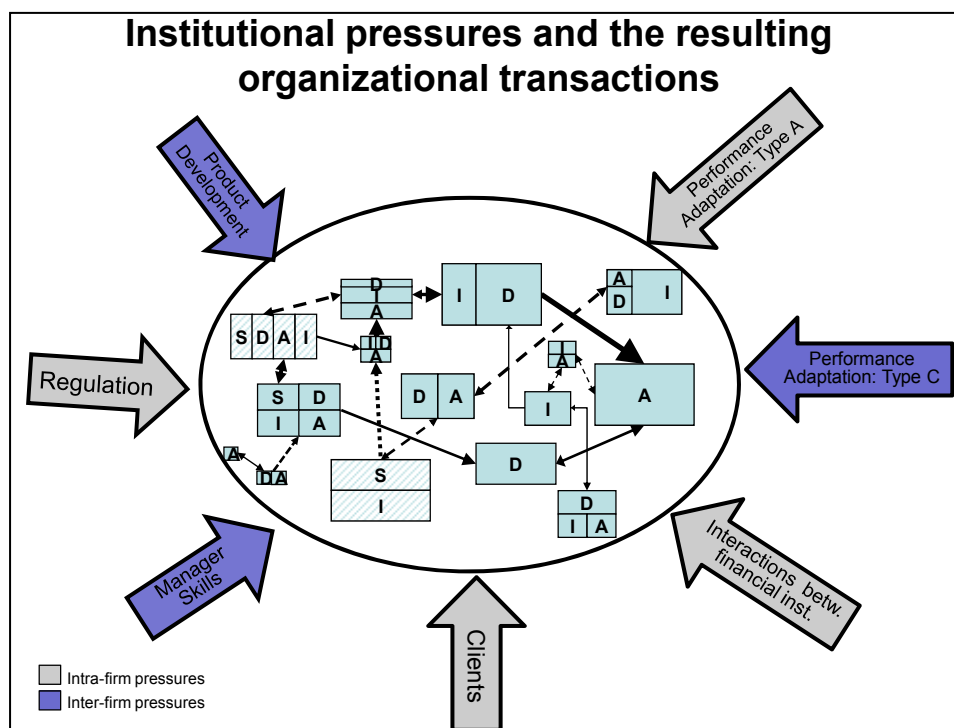 Institutional pressures and the resulting
organizational transactions
Product
Development
Performance
Adaptation: Type A
Regulation
Performance
Adaptation: Type C
Manager
Skills
Clients
Interactions betw.
financial inst.
D
I
A
I D
A
D
I
S D A I
I D
A
I
A
S D
I A
D A
I
A
A
D A
S
I
D
D
I A
Intra-firm pressures
Inter-firm pressures